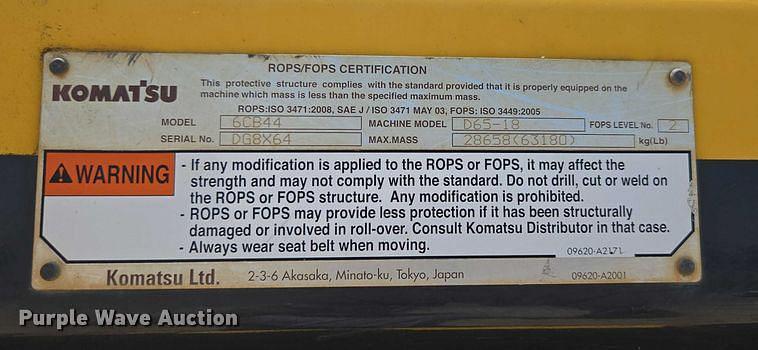 ROPS/FOPS CERTIFICATION
KOMATSU
This protective structure complies with the standard provided that it is properly equipped on the
machine which mass is less than the specified maximum mass.
ROPS:ISO 3471:2008, SAE J / ISO 3471 MAY 03, FOPS: ISO 3449:2005
MODEL 6CB44 MACHINE MODEL D65-18 FOPS LEVEL No. 2
SERIAL No. DG8X64 MAX.MASS 28658(63180) kg(Lb)
WARNING
- If any modification is applied to the ROPS or FOPS, it may affect the
strength and may not comply with the standard. Do not drill, cut or weld on
the ROPS or FOPS structure. Any modification is prohibited.
- ROPS or FOPS may provide less protection if it has been structurally
damaged or involved in roll-over. Consult Komatsu Distributor in that case.
- Always wear seat belt when moving.
09620-A2171
Komatsu Ltd. 2-3-6 Akasaka, Minato-ku, Tokyo, Japan 09620-A2001
Purple Wave Auction